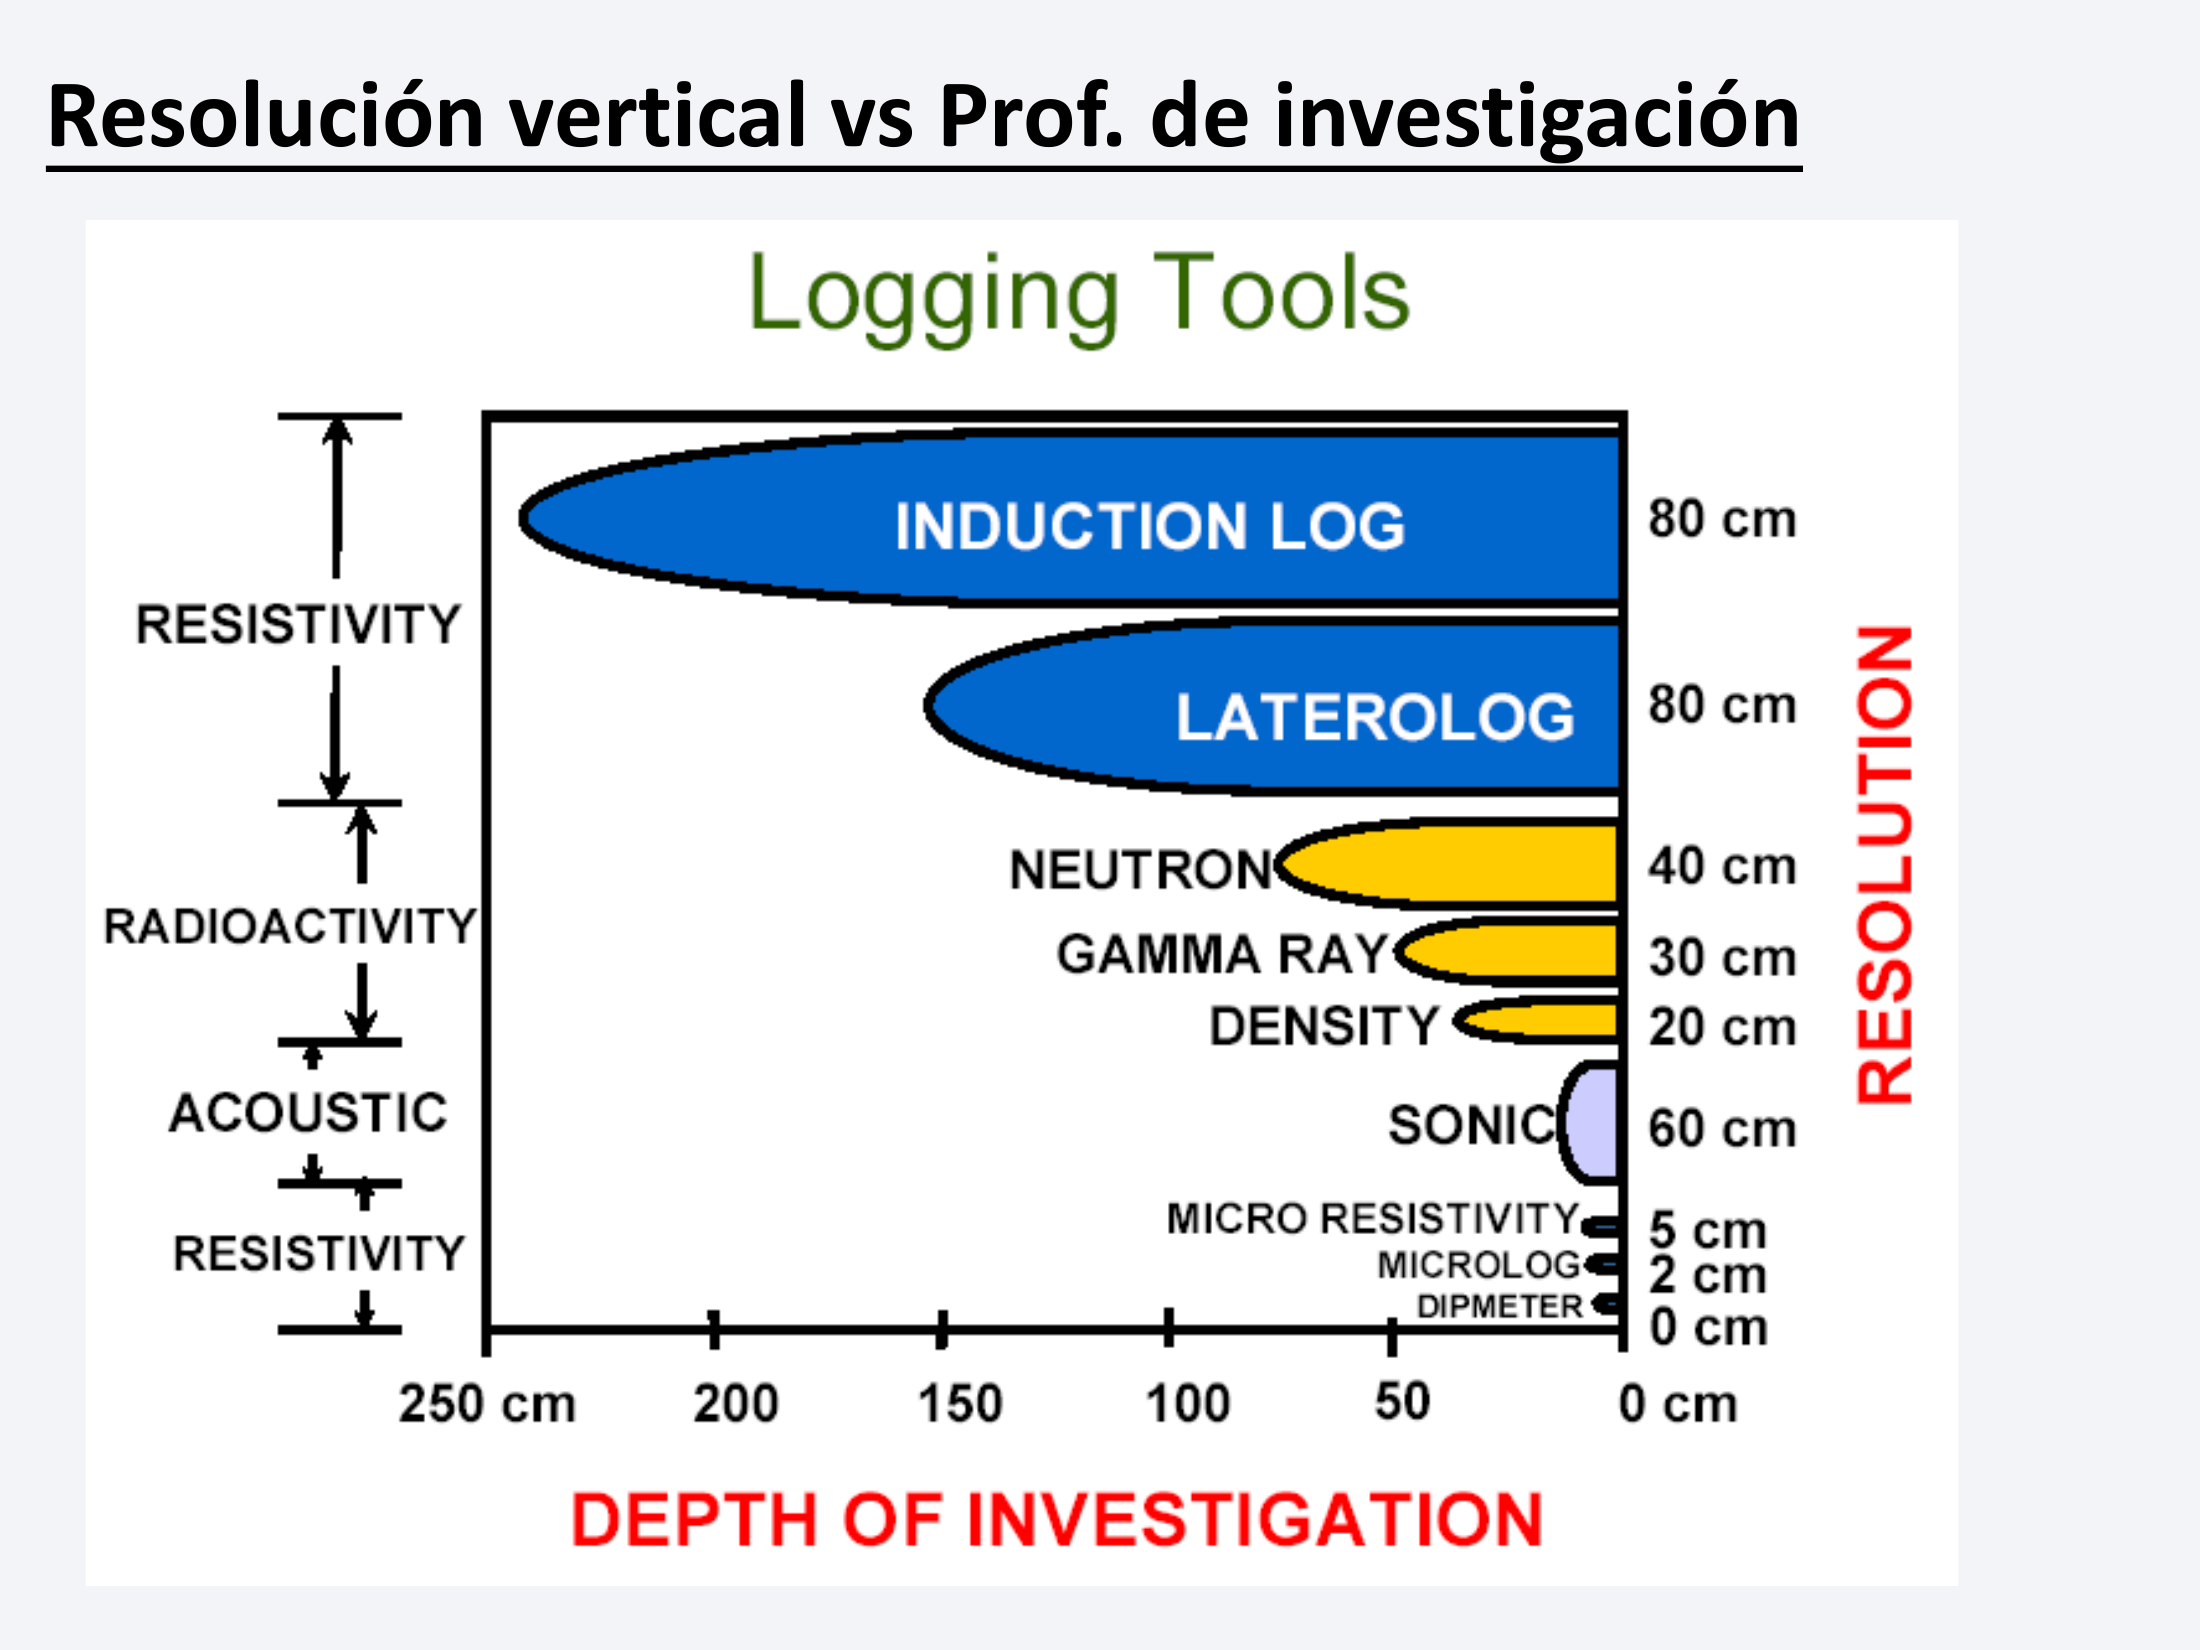 Resolución vertical vs Prof. de investigación
Logging Tools
RESISTIVITY
RADIOACTIVITY
ACOUSTIC
RESISTIVITY
INDUCTION LOG
80 cm
LATEROLOG
80 cm
NEUTRON
40 cm
GAMMA RAY
30 cm
DENSITY
20 cm
SONIC
60 cm
MICRO RESISTIVITY
5 cm
MICROLOG
2 cm
DIPMETER
0 cm
RESOLUTION
250 cm
200
150
100
50
0 cm
DEPTH OF INVESTIGATION